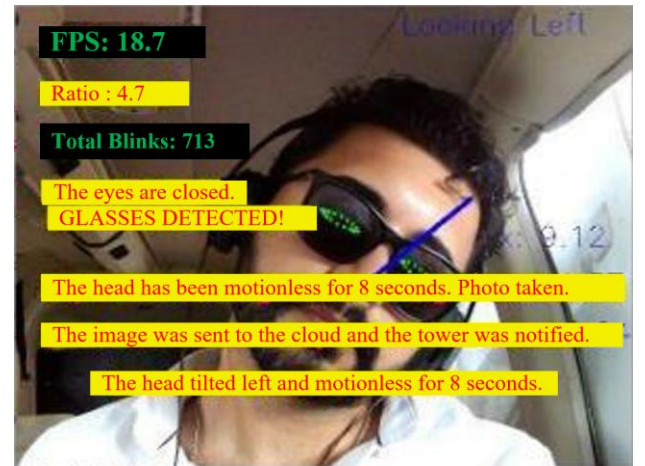 Looking Left
FPS: 18.7
Ratio : 4.7
Total Blinks: 713
The eyes are closed.
GLASSES DETECTED!
x: 9.12
The head has been motionless for 8 seconds. Photo taken.
The image was sent to the cloud and the tower was notified.
The head tilted left and motionless for 8 seconds.